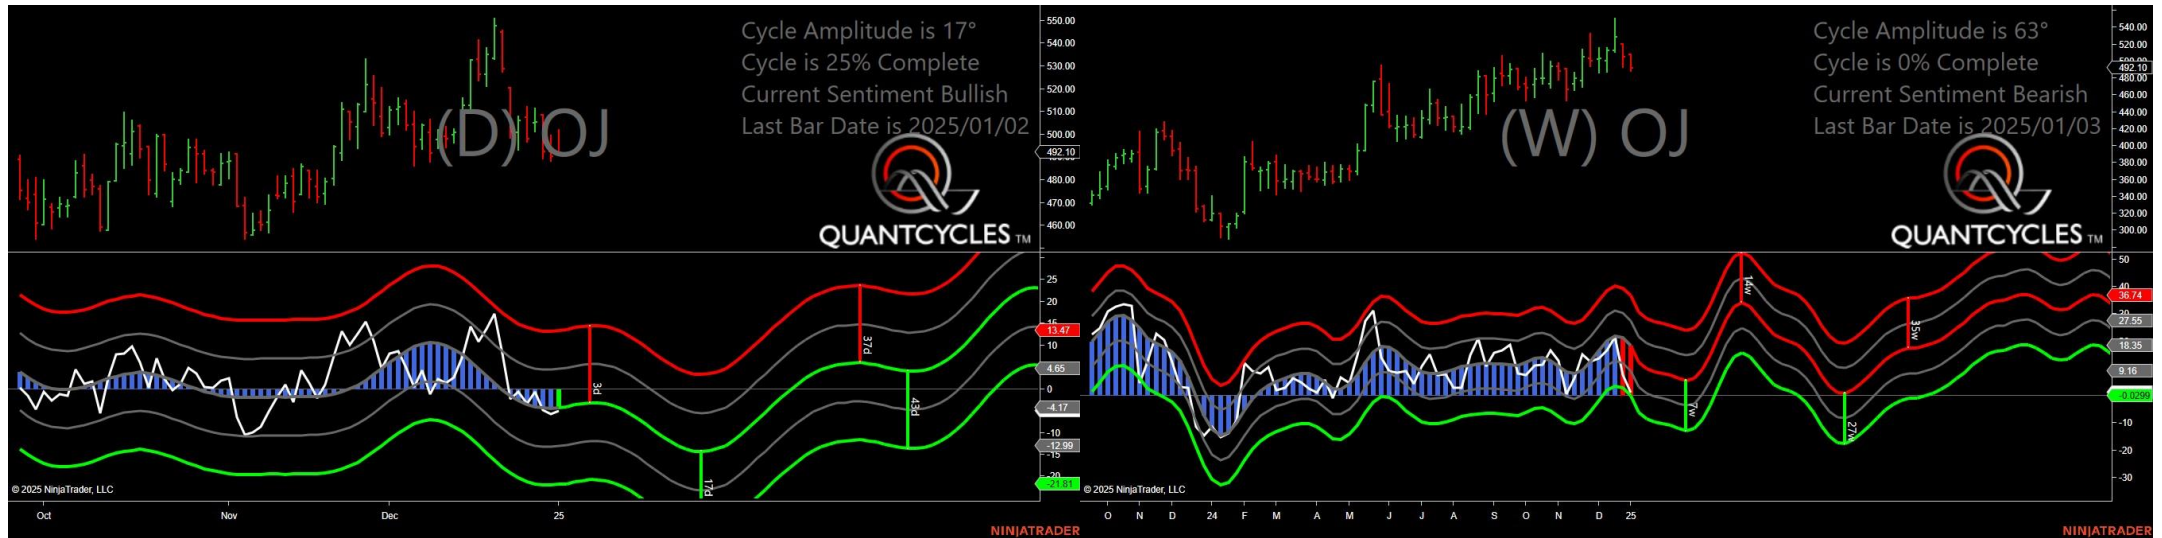 Cycle Amplitude is 17°
Cycle is 25% Complete
Current Sentiment Bullish
Last Bar Date is 2025/01/02
(D) OJ
QUANTCYCLES TM
550.00
540.00
530.00
520.00
510.00
500.00
492.10
480.00
470.00
460.00
25
20
15
13.47
10
4.65
0
-4.17
-10
-12.99
-15
-20
-21.81
3d
17d
37d
43d
© 2025 NinjaTrader, LLC
Oct Nov Dec 25
NINJATRADER
Cycle Amplitude is 63°
Cycle is 0% Complete
Current Sentiment Bearish
Last Bar Date is 2025/01/03
(W) OJ
QUANTCYCLES TM
540.00
520.00
500.00
492.10
480.00
460.00
440.00
420.00
400.00
380.00
360.00
340.00
320.00
300.00
50
36.74
27.55
18.35
9.16
-0.0299
-10
-20
-30
7w
14w
27w
35w
© 2025 NinjaTrader, LLC
O N D 24 F M A M J J A S O N D 25
NINJATRADER